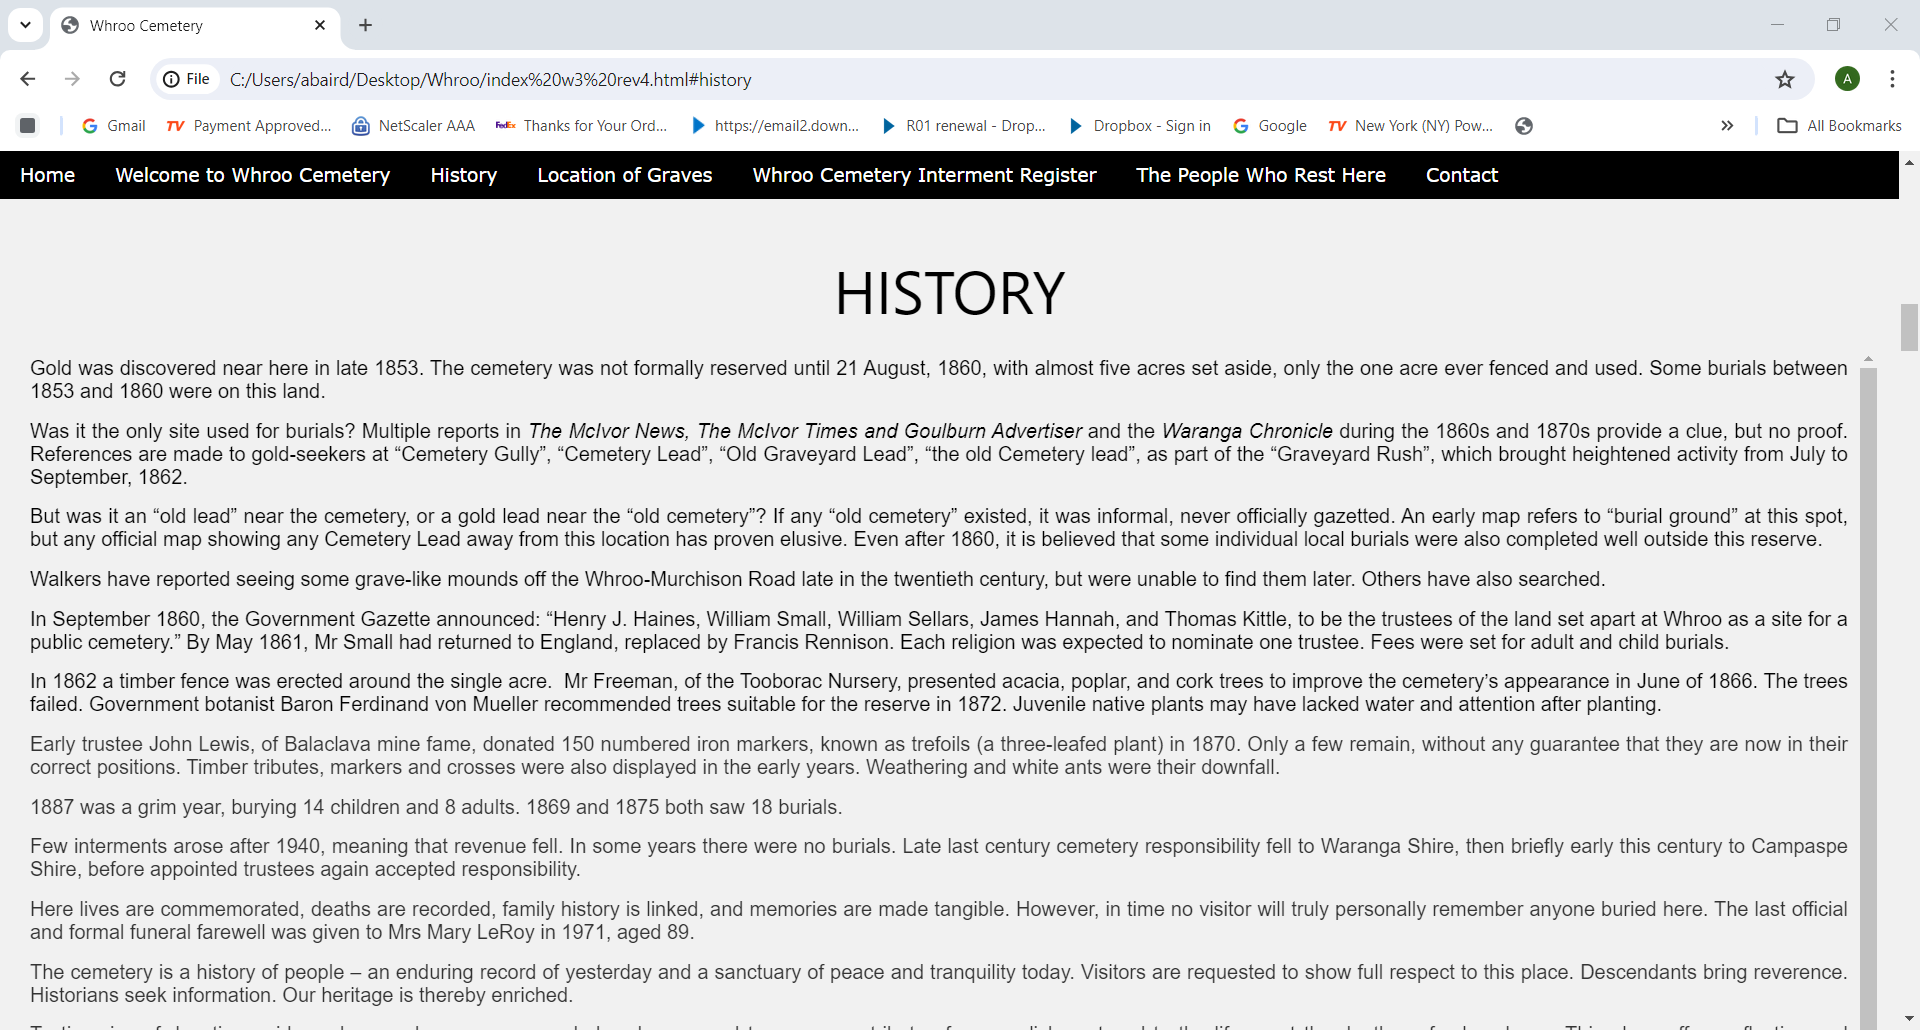 Whroo Cemetery
File
C:/Users/abaird/Desktop/Whroo/index%20w3%20rev4.html#history
A
Gmail
TV Payment Approved...
NetScaler AAA
FedEx Thanks for Your Ord...
https://email2.down...
R01 renewal - Drop...
Dropbox - Sign in
Google
TV New York (NY) Pow...
All Bookmarks
Home Welcome to Whroo Cemetery History Location of Graves Whroo Cemetery Interment Register The People Who Rest Here Contact
HISTORY
Gold was discovered near here in late 1853. The cemetery was not formally reserved until 21 August, 1860, with almost five acres set aside, only the one acre ever fenced and used. Some burials between
1853 and 1860 were on this land.
Was it the only site used for burials? Multiple reports in The McIvor News, The McIvor Times and Goulburn Advertiser and the Waranga Chronicle during the 1860s and 1870s provide a clue, but no proof.
References are made to gold-seekers at “Cemetery Gully”, “Cemetery Lead”, “Old Graveyard Lead”, “the old Cemetery lead”, as part of the “Graveyard Rush”, which brought heightened activity from July to
September, 1862.
But was it an “old lead” near the cemetery, or a gold lead near the “old cemetery”? If any “old cemetery” existed, it was informal, never officially gazetted. An early map refers to “burial ground” at this spot,
but any official map showing any Cemetery Lead away from this location has proven elusive. Even after 1860, it is believed that some individual local burials were also completed well outside this reserve.
Walkers have reported seeing some grave-like mounds off the Whroo-Murchison Road late in the twentieth century, but were unable to find them later. Others have also searched.
In September 1860, the Government Gazette announced: “Henry J. Haines, William Small, William Sellars, James Hannah, and Thomas Kittle, to be the trustees of the land set apart at Whroo as a site for a
public cemetery.” By May 1861, Mr Small had returned to England, replaced by Francis Rennison. Each religion was expected to nominate one trustee. Fees were set for adult and child burials.
In 1862 a timber fence was erected around the single acre.  Mr Freeman, of the Tooborac Nursery, presented acacia, poplar, and cork trees to improve the cemetery’s appearance in June of 1866. The trees
failed. Government botanist Baron Ferdinand von Mueller recommended trees suitable for the reserve in 1872. Juvenile native plants may have lacked water and attention after planting.
Early trustee John Lewis, of Balaclava mine fame, donated 150 numbered iron markers, known as trefoils (a three-leafed plant) in 1870. Only a few remain, without any guarantee that they are now in their
correct positions. Timber tributes, markers and crosses were also displayed in the early years. Weathering and white ants were their downfall.
1887 was a grim year, burying 14 children and 8 adults. 1869 and 1875 both saw 18 burials.
Few interments arose after 1940, meaning that revenue fell. In some years there were no burials. Late last century cemetery responsibility fell to Waranga Shire, then briefly early this century to Campaspe
Shire, before appointed trustees again accepted responsibility.
Here lives are commemorated, deaths are recorded, family history is linked, and memories are made tangible. However, in time no visitor will truly personally remember anyone buried here. The last official
and formal funeral farewell was given to Mrs Mary LeRoy in 1971, aged 89.
The cemetery is a history of people – an enduring record of yesterday and a sanctuary of peace and tranquility today. Visitors are requested to show full respect to this place. Descendants bring reverence.
Historians seek information. Our heritage is thereby enriched.